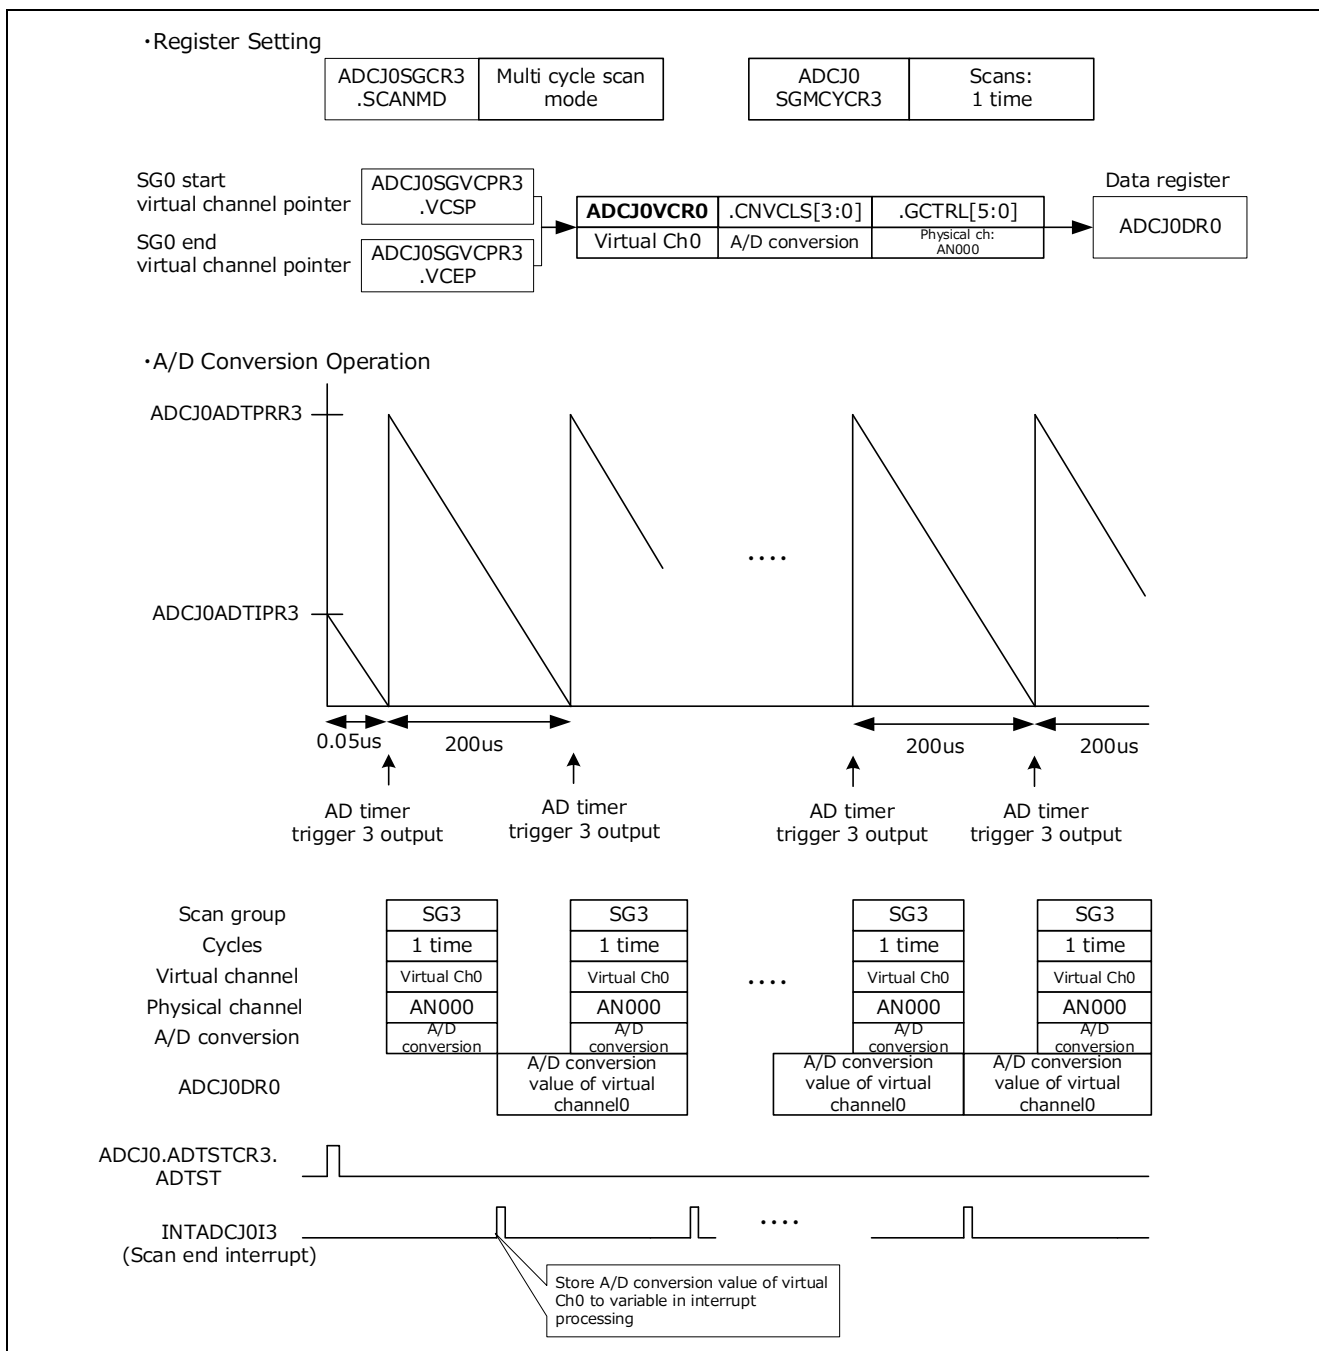 ・Register Setting
ADCJ0SGCR3
.SCANMD
Multi cycle scan
mode
ADCJ0
SGMCYCR3
Scans:
1 time
SG0 start
virtual channel pointer
ADCJ0SGVCPR3
.VCSP
SG0 end
virtual channel pointer
ADCJ0SGVCPR3
.VCEP
ADCJ0VCR0
.CNVCLS[3:0]
.GCTRL[5:0]
Virtual Ch0
A/D conversion
Physical ch:
AN000
Data register
ADCJ0DR0
・A/D Conversion Operation
ADCJ0ADTPRR3
ADCJ0ADTIPR3
....
0.05us
200us
200us
200us
AD timer
trigger 3 output
AD timer
trigger 3 output
AD timer
trigger 3 output
AD timer
trigger 3 output
Scan group
SG3
SG3
SG3
SG3
Cycles
1 time
1 time
1 time
1 time
Virtual channel
Virtual Ch0
Virtual Ch0
....
Virtual Ch0
Virtual Ch0
Physical channel
AN000
AN000
AN000
AN000
A/D conversion
A/D
conversion
A/D
conversion
A/D
conversion
A/D
conversion
ADCJ0DR0
A/D conversion
value of virtual
channel0
A/D conversion
value of virtual
channel0
A/D conversion
value of virtual
channel0
ADCJ0.ADTSTCR3.
ADTST
INTADCJ0I3
(Scan end interrupt)
....
Store A/D conversion value of virtual
Ch0 to variable in interrupt
processing